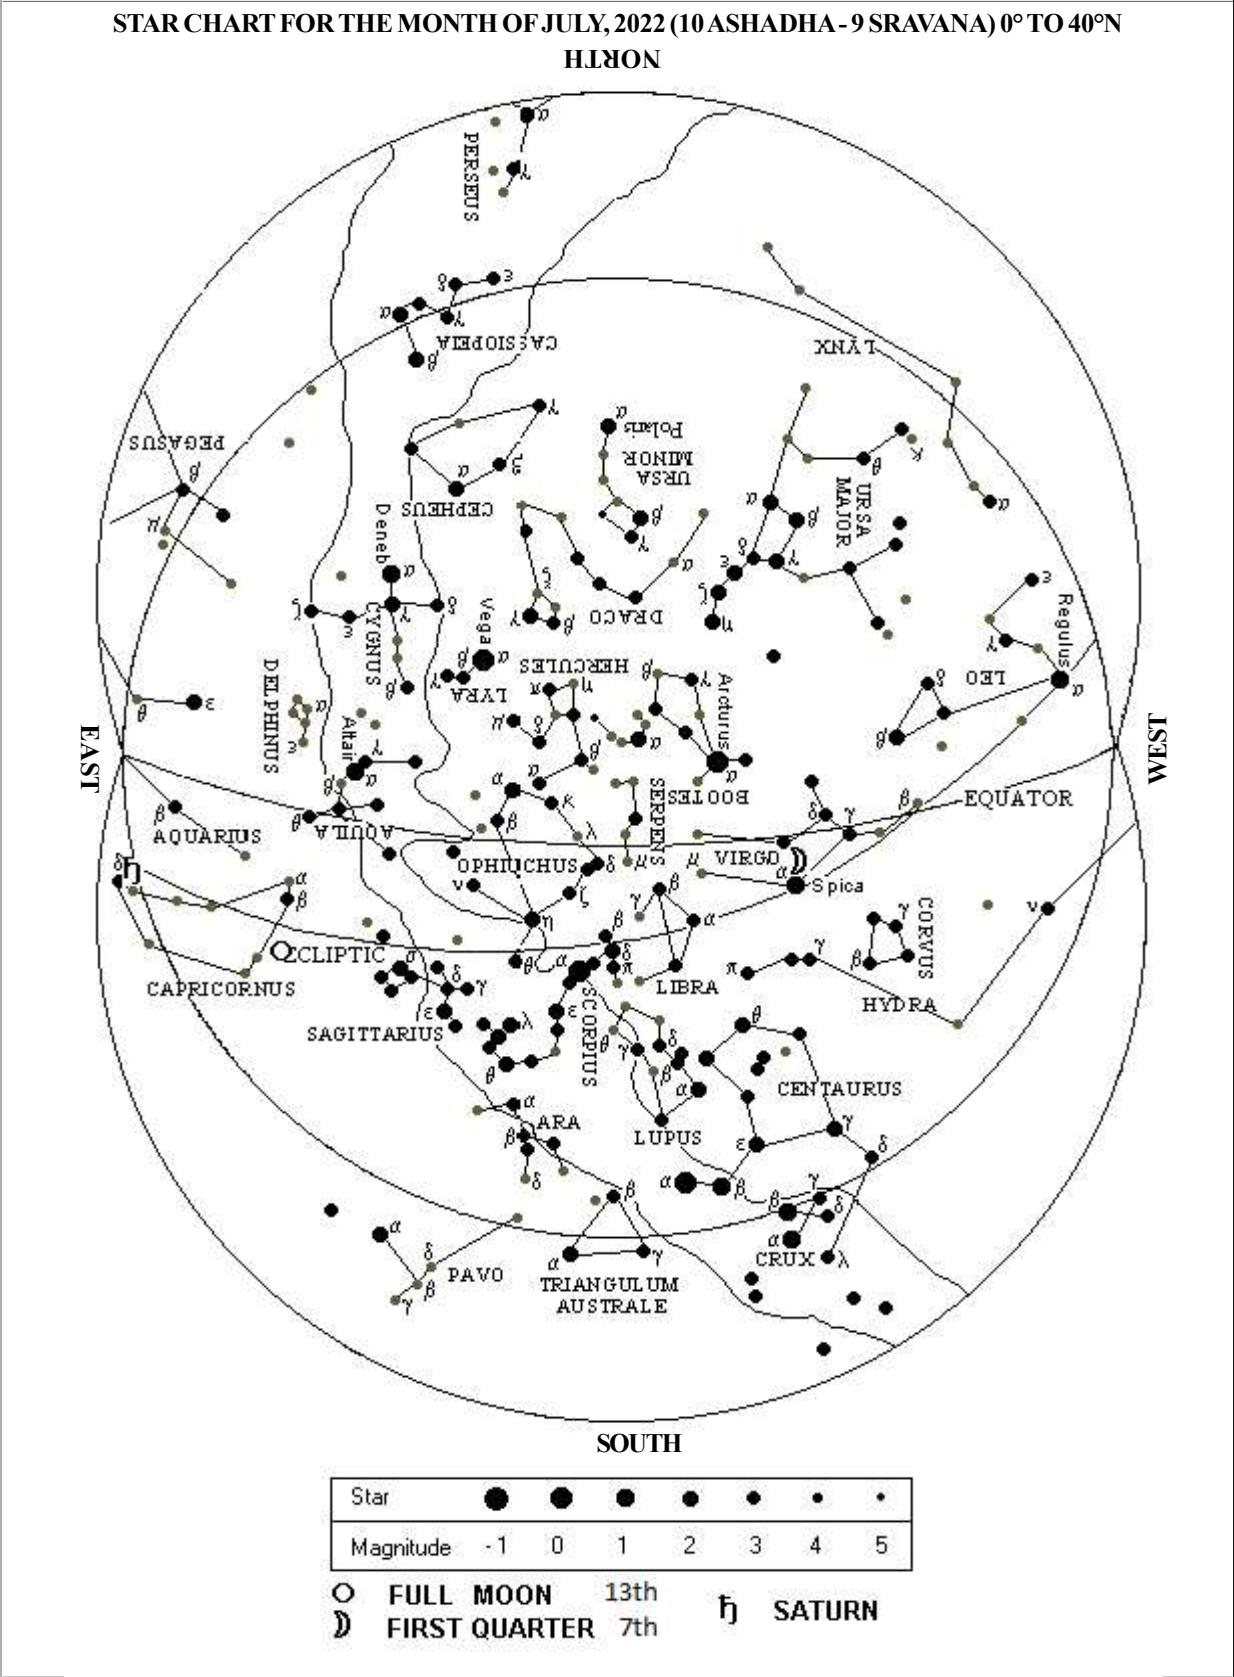 STAR CHART FOR THE MONTH OF JULY, 2022 (10 ASHADHA - 9 SRAVANA) 0° TO 40°N
NORTH
PERSEUS
α
γ
CASSIOPEIA
α
β
γ
δ
ε
LYNX
α
PEGASUS
β
μ
θ
ε
CEPHEUS
α
γ
ζ
α
Polaris
URSA
MINOR
β
γ
URSA
MAJOR
α
β
γ
δ
ε
ζ
η
θ
κ
Deneb
α
CYGNUS
γ
δ
ε
ζ
β
DRACO
α
β
γ
ξ
Vega
α
LYRA
β
γ
HERCULES
π
η
μ
δ
β
α
BOOTES
β
γ
Arcturus
α
α
Regulus
α
LEO
ε
γ
δ
β
DELPHINUS
α
ε
Altair
α
AQUILA
γ
β
θ
EAST
WEST
EQUATOR
AQUARIUS
β
OPHIUCHUS
α
β
κ
λ
δ
ν
ζ
η
θ
SERPENS
μ
VIRGO
δ
γ
β
μ
α
Spica
δ
ћ
α
β
CAPRICORNUS
ECLIPTIC
LIBRA
β
γ
α
CORVUS
γ
β
HYDRA
ν
γ
π
SAGITTARIUS
σ
δ
γ
ε
SCORPIUS
β
δ
π
α
ε
λ
θ
LUPUS
θ
γ
δ
β
α
CENTAURUS
θ
γ
δ
ε
α
β
ARA
α
β
δ
PAVO
α
δ
β
γ
TRIANGULUM
AUSTRALE
β
α
γ
CRUX
γ
β
δ
α
λ
SOUTH
Star
Magnitude -1 0 1 2 3 4 5
FULL MOON 13th
FIRST QUARTER 7th
ћ SATURN